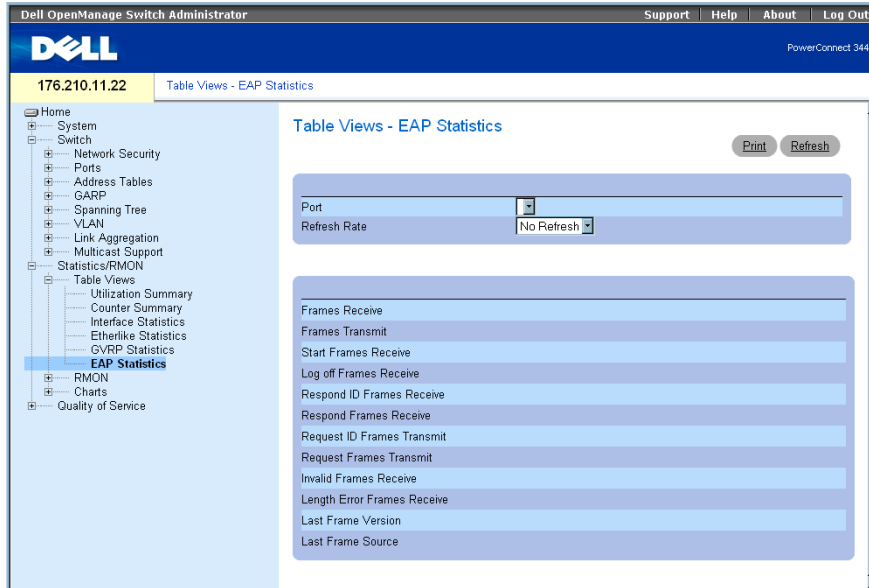 Dell OpenManage Switch Administrator
Support Help About Log Out
DELL
PowerConnect 344
176.210.11.22
Table Views - EAP Statistics
Home
System
Switch
Network Security
Ports
Address Tables
GARP
Spanning Tree
VLAN
Link Aggregation
Multicast Support
Statistics/RMON
Table Views
Utilization Summary
Counter Summary
Interface Statistics
Etherlike Statistics
GVRP Statistics
EAP Statistics
RMON
Charts
Quality of Service
Table Views - EAP Statistics
Print Refresh
Port
Refresh Rate No Refresh
Frames Receive
Frames Transmit
Start Frames Receive
Log off Frames Receive
Respond ID Frames Receive
Respond Frames Receive
Request ID Frames Transmit
Request Frames Transmit
Invalid Frames Receive
Length Error Frames Receive
Last Frame Version
Last Frame Source